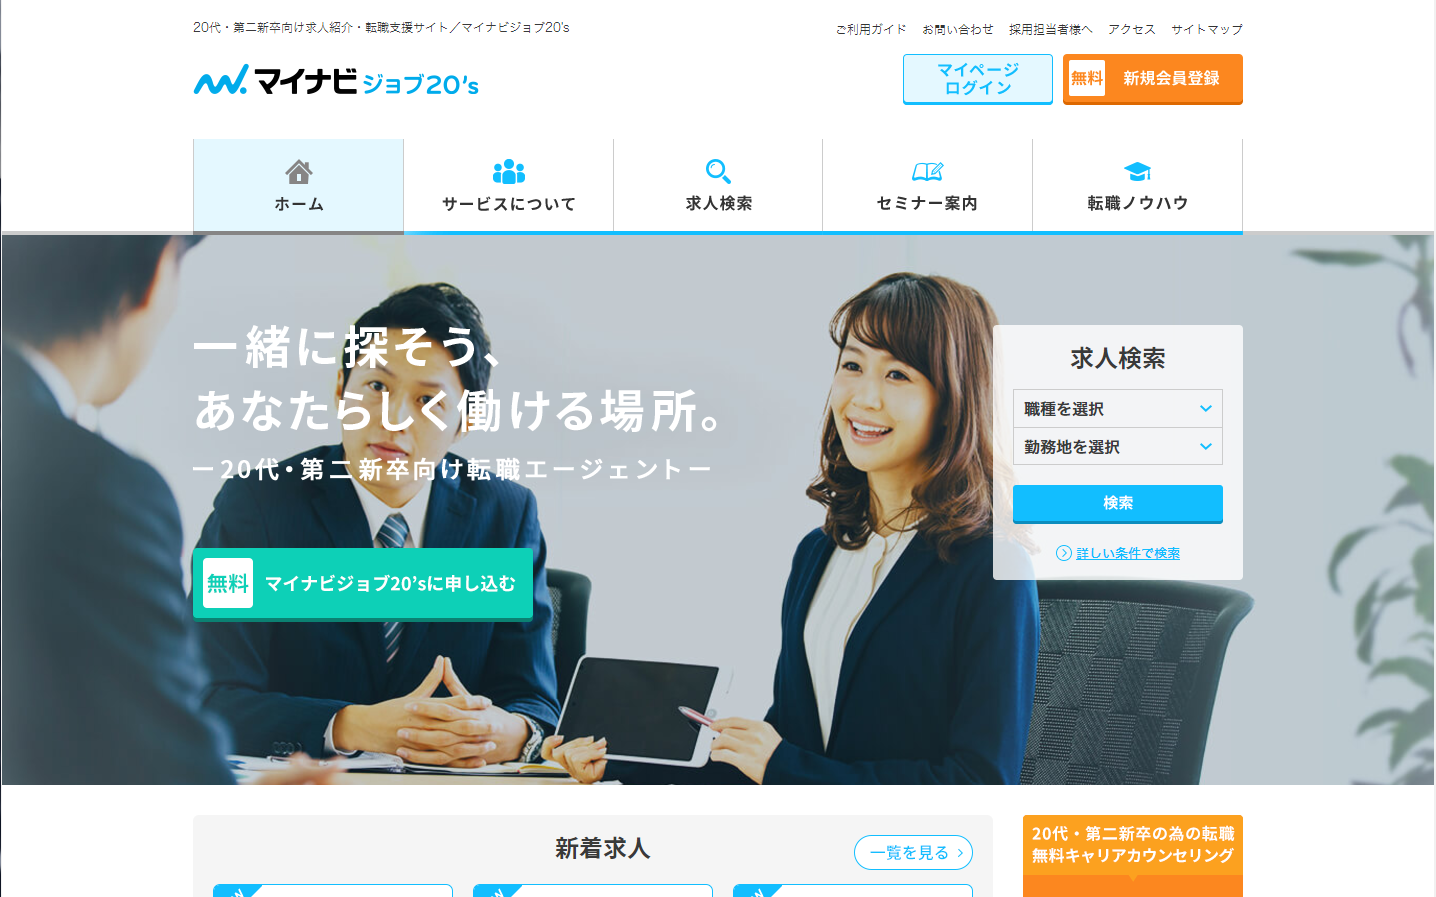 20代・第二新卒向け求人紹介・転職支援サイト／マイナビジョブ20's
ご利用ガイド お問い合わせ 採用担当者様へ アクセス サイトマップ
マイナビジョブ20's
マイページ
ログイン
無料 新規会員登録
ホーム サービスについて 求人検索 セミナー案内 転職ノウハウ
一緒に探そう、
あなたらしく働ける場所。
ー20代・第二新卒向け転職エージェントー
無料 マイナビジョブ20'sに申し込む
求人検索
職種を選択
勤務地を選択
検索
詳しい条件で検索
新着求人
一覧を見る
20代・第二新卒の為の転職
無料キャリアカウンセリング